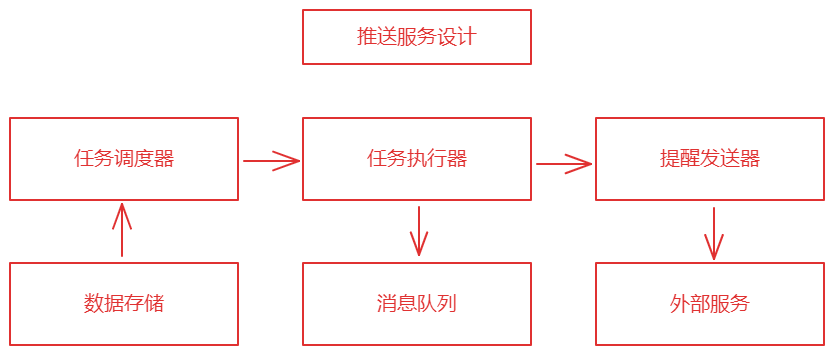 推送服务设计
任务调度器
任务执行器
提醒发送器
数据存储
消息队列
外部服务